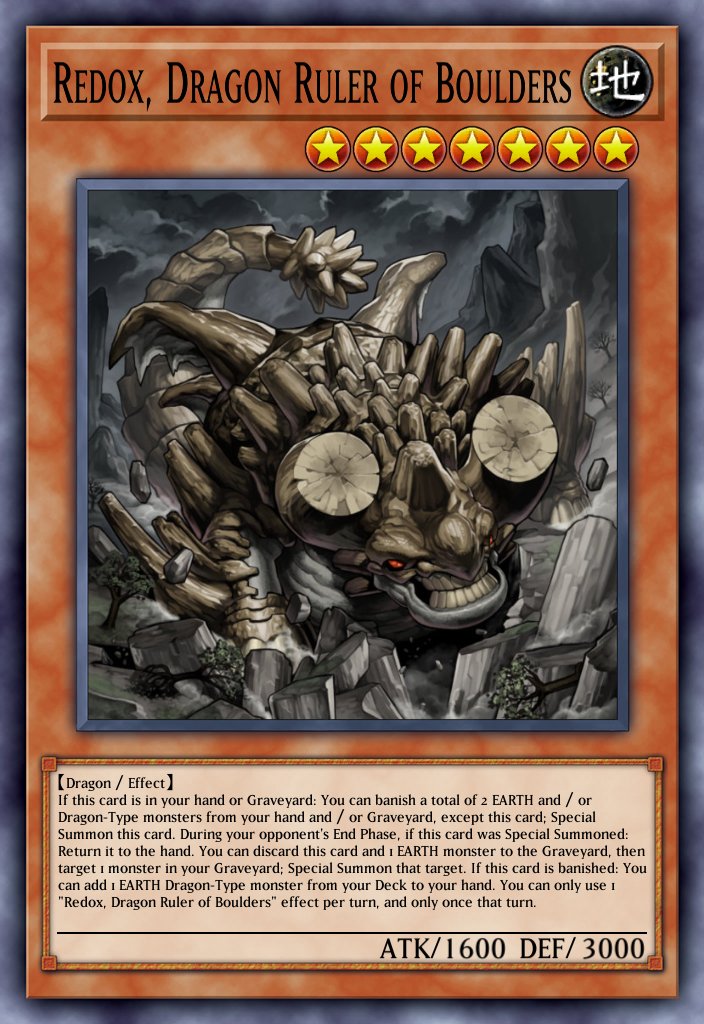 REDOX, DRAGON RULER OF BOULDERS
地
【Dragon / Effect】
If this card is in your hand or Graveyard: You can banish a total of 2 EARTH and / or
Dragon-Type monsters from your hand and / or Graveyard, except this card; Special
Summon this card. During your opponent's End Phase, if this card was Special Summoned:
Return it to the hand. You can discard this card and 1 EARTH monster to the Graveyard, then
target 1 monster in your Graveyard; Special Summon that target. If this card is banished: You
can add 1 EARTH Dragon-Type monster from your Deck to your hand. You can only use 1
"Redox, Dragon Ruler of Boulders" effect per turn, and only once that turn.
ATK/1600 DEF/3000